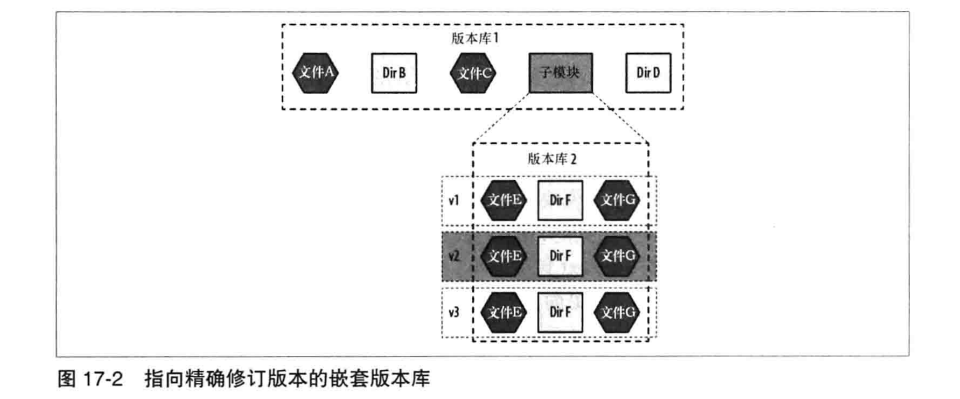 版本库1
文件A Dir B 文件C 子模块 Dir D
版本库 2
v1 文件E Dir F 文件G
v2 文件E Dir F 文件G
v3 文件E Dir F 文件G
图 17-2 指向精确修订版本的嵌套版本库